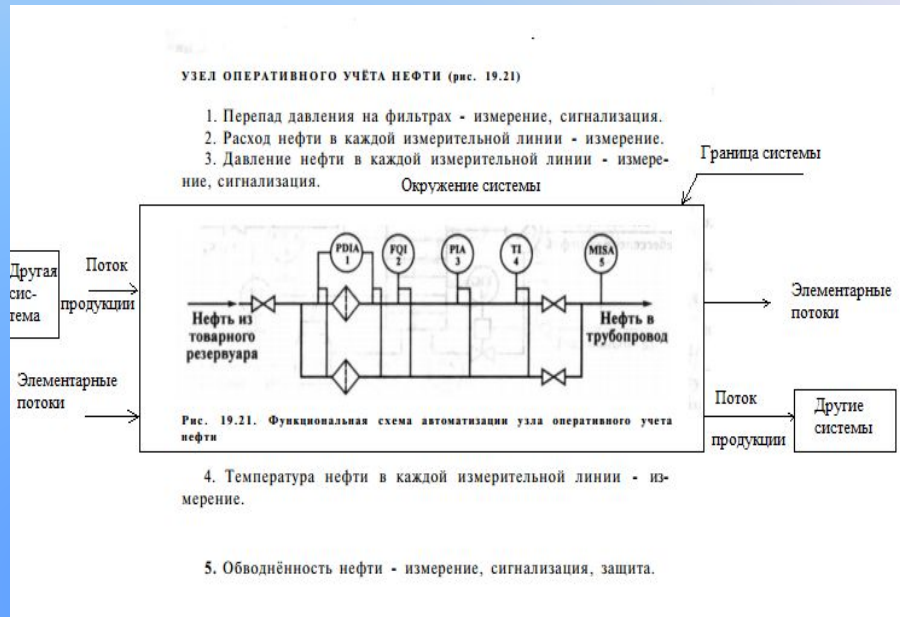 УЗЕЛ ОПЕРАТИВНОГО УЧЁТА НЕФТИ (рис. 19.21)
1. Перепад давления на фильтрах - измерение, сигнализация.
2. Расход нефти в каждой измерительной линии - измерение.
3. Давление нефти в каждой измерительной линии - измере-
ние, сигнализация.
Окружение системы
Граница системы
Другая
сис-
тема
Поток
продукции
Элементарные
потоки
PDIA
1
FQI
2
PIA
3
TI
4
MISA
5
Нефть из
товарного
резервуара
Нефть в
трубопровод
Рис. 19.21. Функциональная схема автоматизации узла оперативного учета
нефти
Элементарные
потоки
Поток
продукции
Другие
системы
4. Температура нефти в каждой измерительной линии - из-
мерение.
5. Обводнённость нефти - измерение, сигнализация, защита.